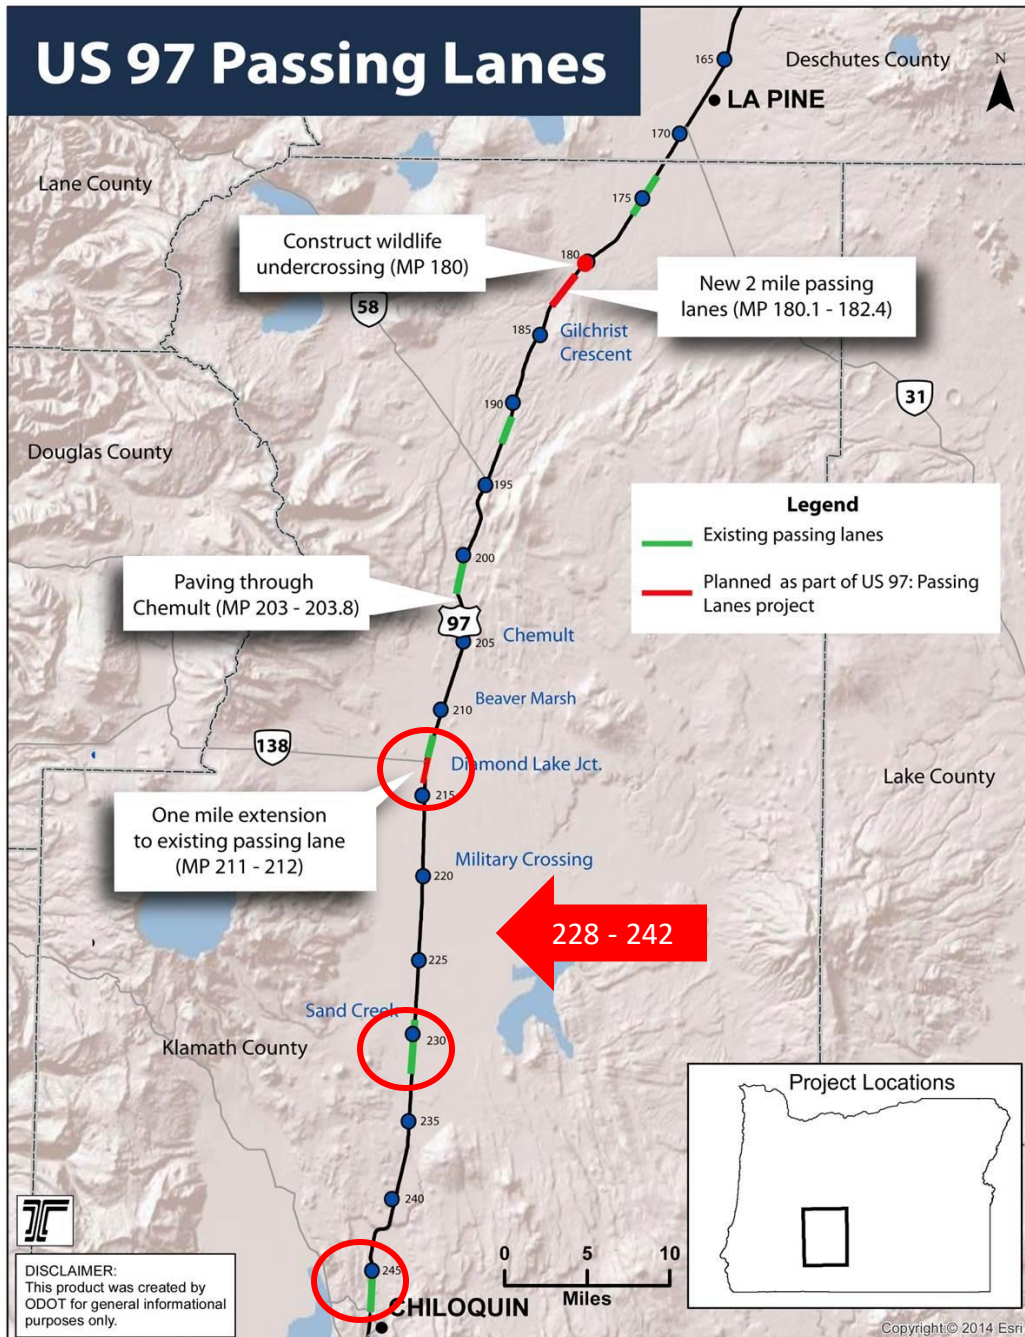 US 97 Passing Lanes
165
Deschutes County
N
LA PINE
170
Lane County
175
Construct wildlife
undercrossing (MP 180)
180
New 2 mile passing
lanes (MP 180.1 - 182.4)
58
185
Gilchrist
Crescent
31
190
Douglas County
195
Legend
Existing passing lanes
Planned as part of US 97: Passing
Lanes project
200
Paving through
Chemult (MP 203 - 203.8)
97
205
Chemult
Beaver Marsh
210
138
Diamond Lake Jct.
Lake County
215
One mile extension
to existing passing lane
(MP 211 - 212)
Military Crossing
220
228 - 242
225
Sand Creek
230
Klamath County
Project Locations
235
240
245
0 5 10
Miles
CHILOQUIN
DISCLAIMER:
This product was created by
ODOT for general informational
purposes only.
Copyright:© 2014 Esri